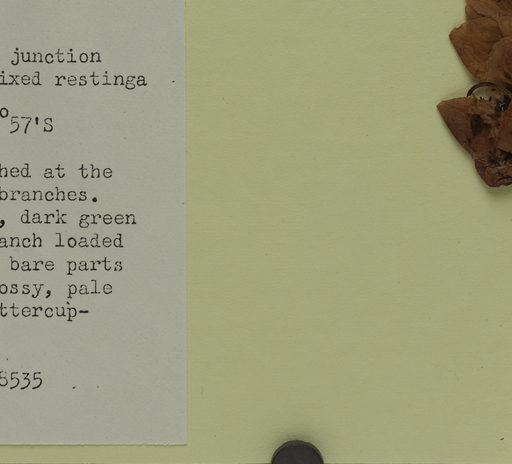 junction
ixed restinga
°57'S
hed at the
branches.
, dark green
anch loaded
bare parts
ossy, pale
ttercup-
8535